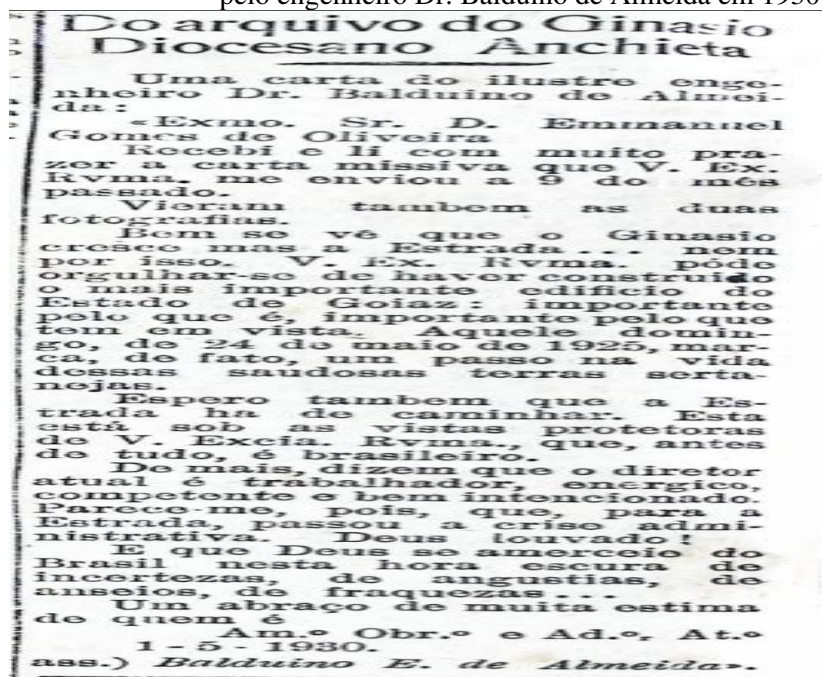 pelo engenheiro Dr. Balduino de Almeida em 1930
Do arquivo do Ginasio
Diocesano Anchieta
Uma carta do ilustre enge-
nheiro Dr. Balduino de Almei-
da:
«Exmo. Sr. D. Emmanuel
Gomes de Oliveira
Recebi e li com muito pra-
zer a carta missiva que V. Ex.
Rvma. me enviou a 9 do mês
passado.
Vieram tambem as duas
fotografias.
Bem se vê que o Ginasio
cresce mas a Estrada... nem
por isso. V. Ex. Rvma. póde
orgulhar-se de haver construido
o mais importante edificio do
Estado de Goiaz: importante
pelo que é, importante pelo que
tem em vista. Aquele domin-
go, de 24 de maio de 1925, mar-
ca, de fato, um passo na vida
dessas saudosas terras serta-
nejas.
Espero tambem que a Es-
trada ha de caminhar. Esta
está sob as vistas protetoras
de V. Excia. Rvma., que, antes
de tudo, é brasileiro.
De mais, dizem que o diretor
atual é trabalhador, energico,
competente e bem intencionado.
Parece-me, pois, que, para a
Estrada, passou a crise admi-
nistrativa. Deus louvado!
E que Deus se amerceie do
Brasil nesta hora escura de
incertezas, de angustias, de
anseios, de fraquezas...
Um abraço de muita estima
de quem é
Am.º Obr.º e Ad.º, At.º
1-5-1930.
ass.) Balduino E. de Almeida».